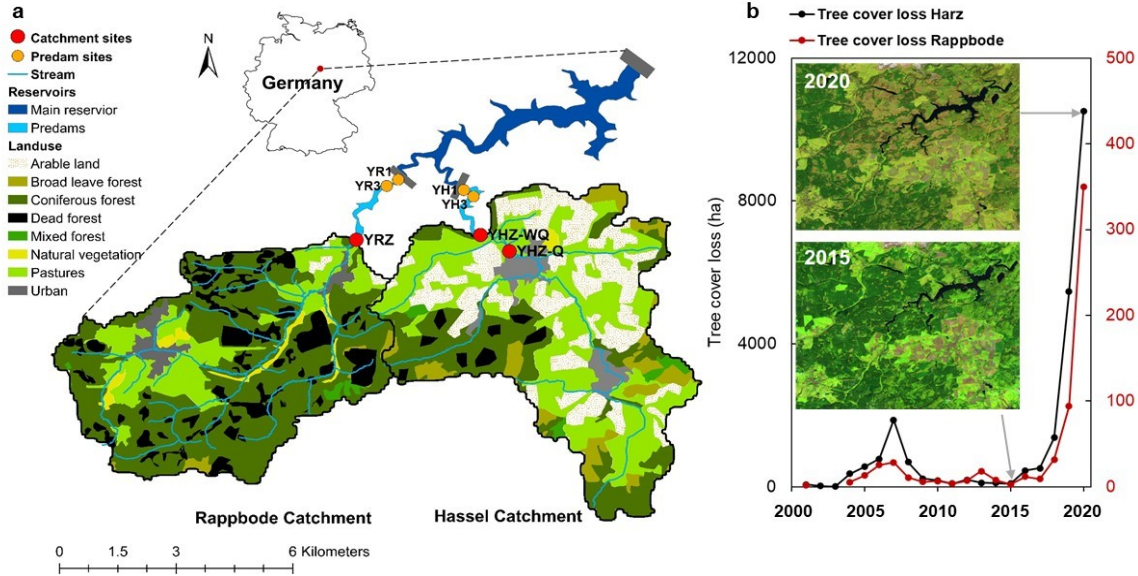 a
Catchment sites
Predam sites
Stream
Reservoirs
Main reservior
Predams
Landuse
Arable land
Broad leave forest
Coniferous forest
Dead forest
Mixed forest
Natural vegetation
Pastures
Urban
N
Germany
YR1
YR3
YH1
YH3
YRZ
YHZ-WQ
YHZ-Q
Rappbode Catchment
Hassel Catchment
0 1.5 3 6 Kilometers
b
Tree cover loss Harz
Tree cover loss Rappbode
Tree cover loss (ha)
12000
8000
4000
0
500
400
300
200
100
0
2020
2015
2000 2005 2010 2015 2020